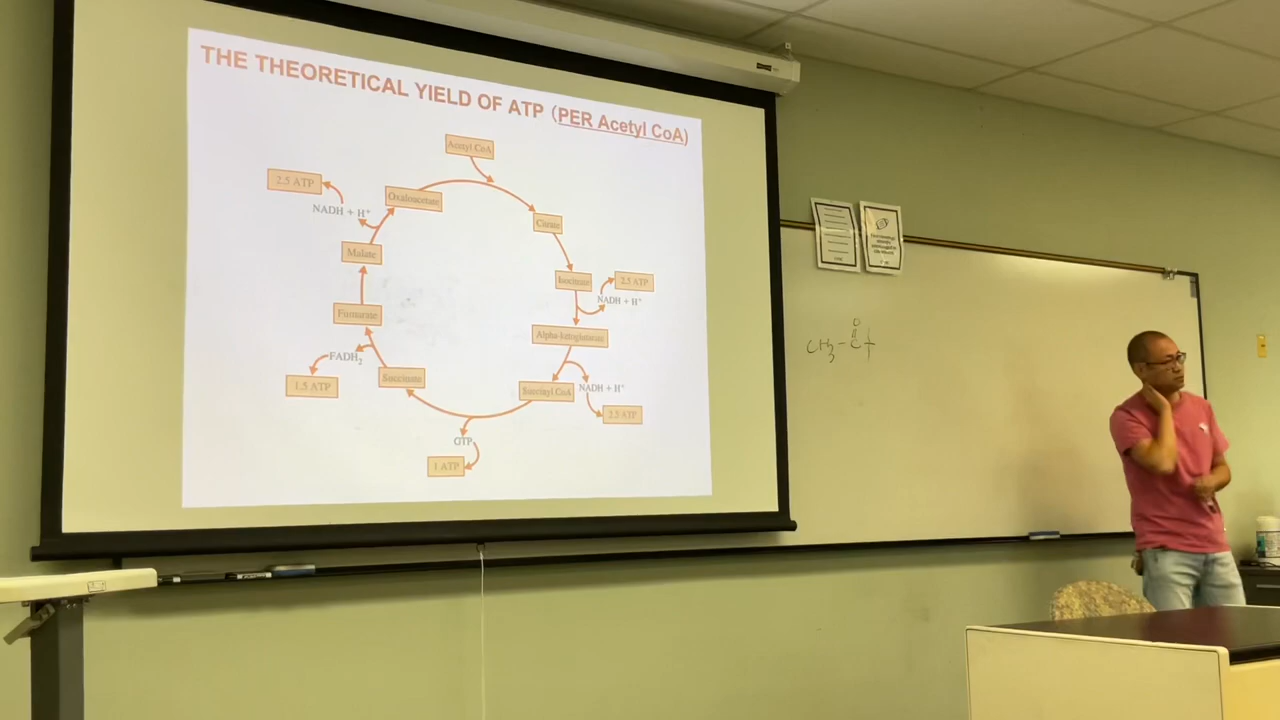 THE THEORETICAL YIELD OF ATP (PER Acetyl CoA)
Acetyl CoA
2.5 ATP
Oxaloacetate
NADH + H⁺
Citrate
Malate
Isocitrate
2.5 ATP
NADH + H⁺
Fumarate
Alpha-ketoglutarate
FADH₂
1.5 ATP
Succinate
Succinyl CoA
NADH + H⁺
2.5 ATP
GTP
1 ATP
O
CH₃-C